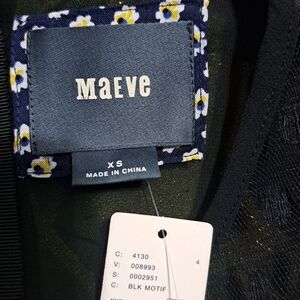 MaEve
XS
MADE IN CHINA
C: 4130 4
V: 008993
S: 0002951
C: BLK MOTIF